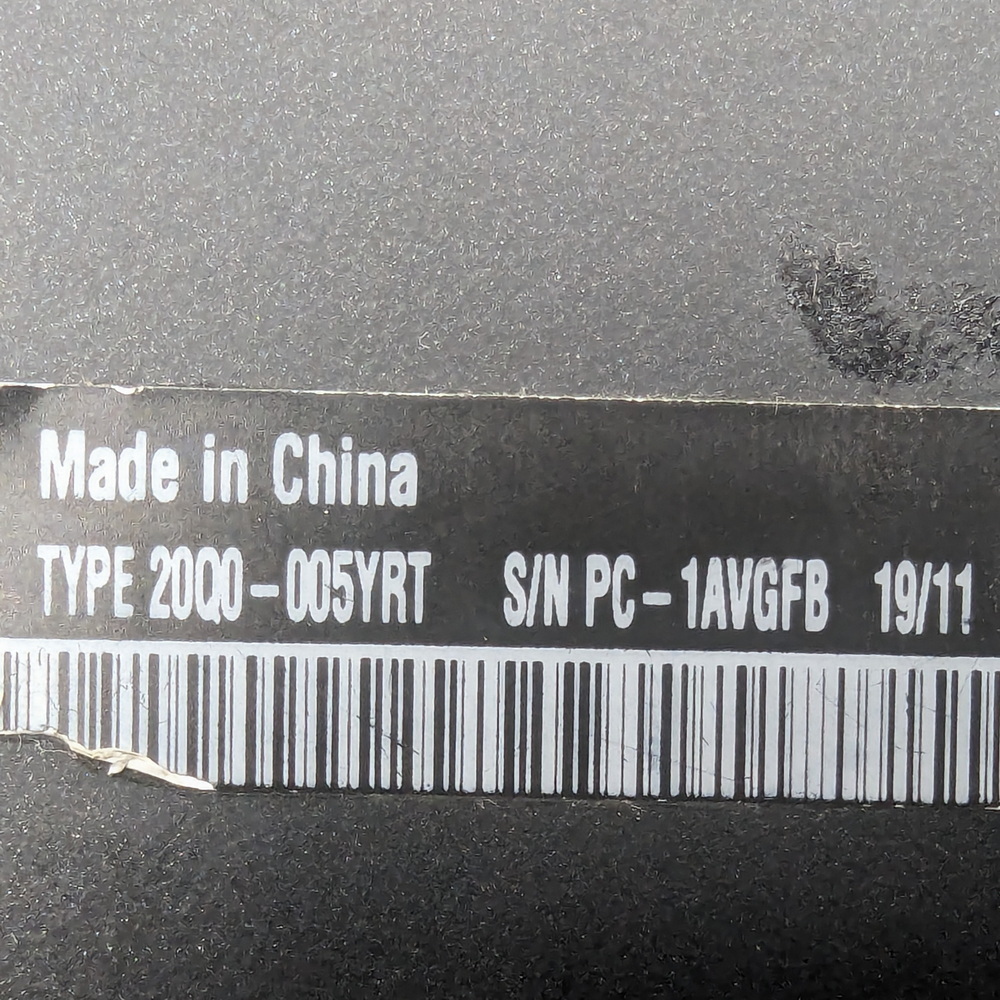 Made in China
TYPE 20Q0-005YRT S/N PC-1AVGFB 19/11